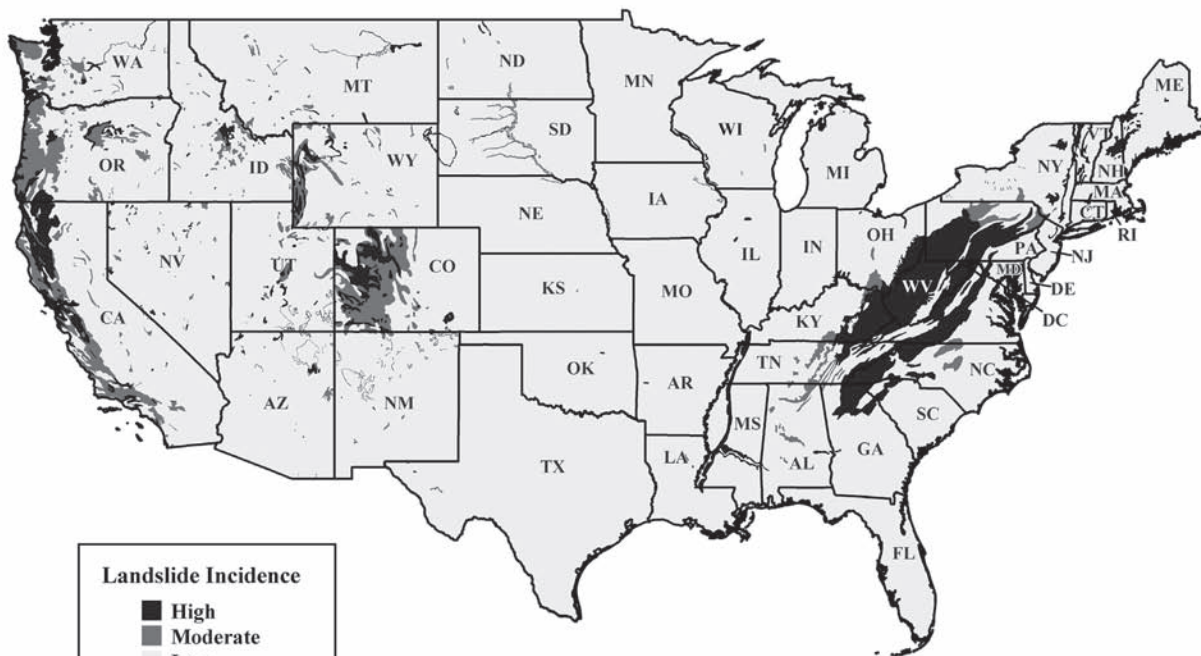 WA
MT
ND
MN
ME
OR
ID
WY
SD
WI
MI
NY
VT
NH
MA
CT
RI
NV
UT
CO
NE
IA
IL
IN
OH
PA
NJ
CA
KS
MO
KY
WV
MD
DE
DC
AZ
NM
OK
AR
TN
NC
SC
TX
LA
MS
AL
GA
FL
Landslide Incidence
High
Moderate